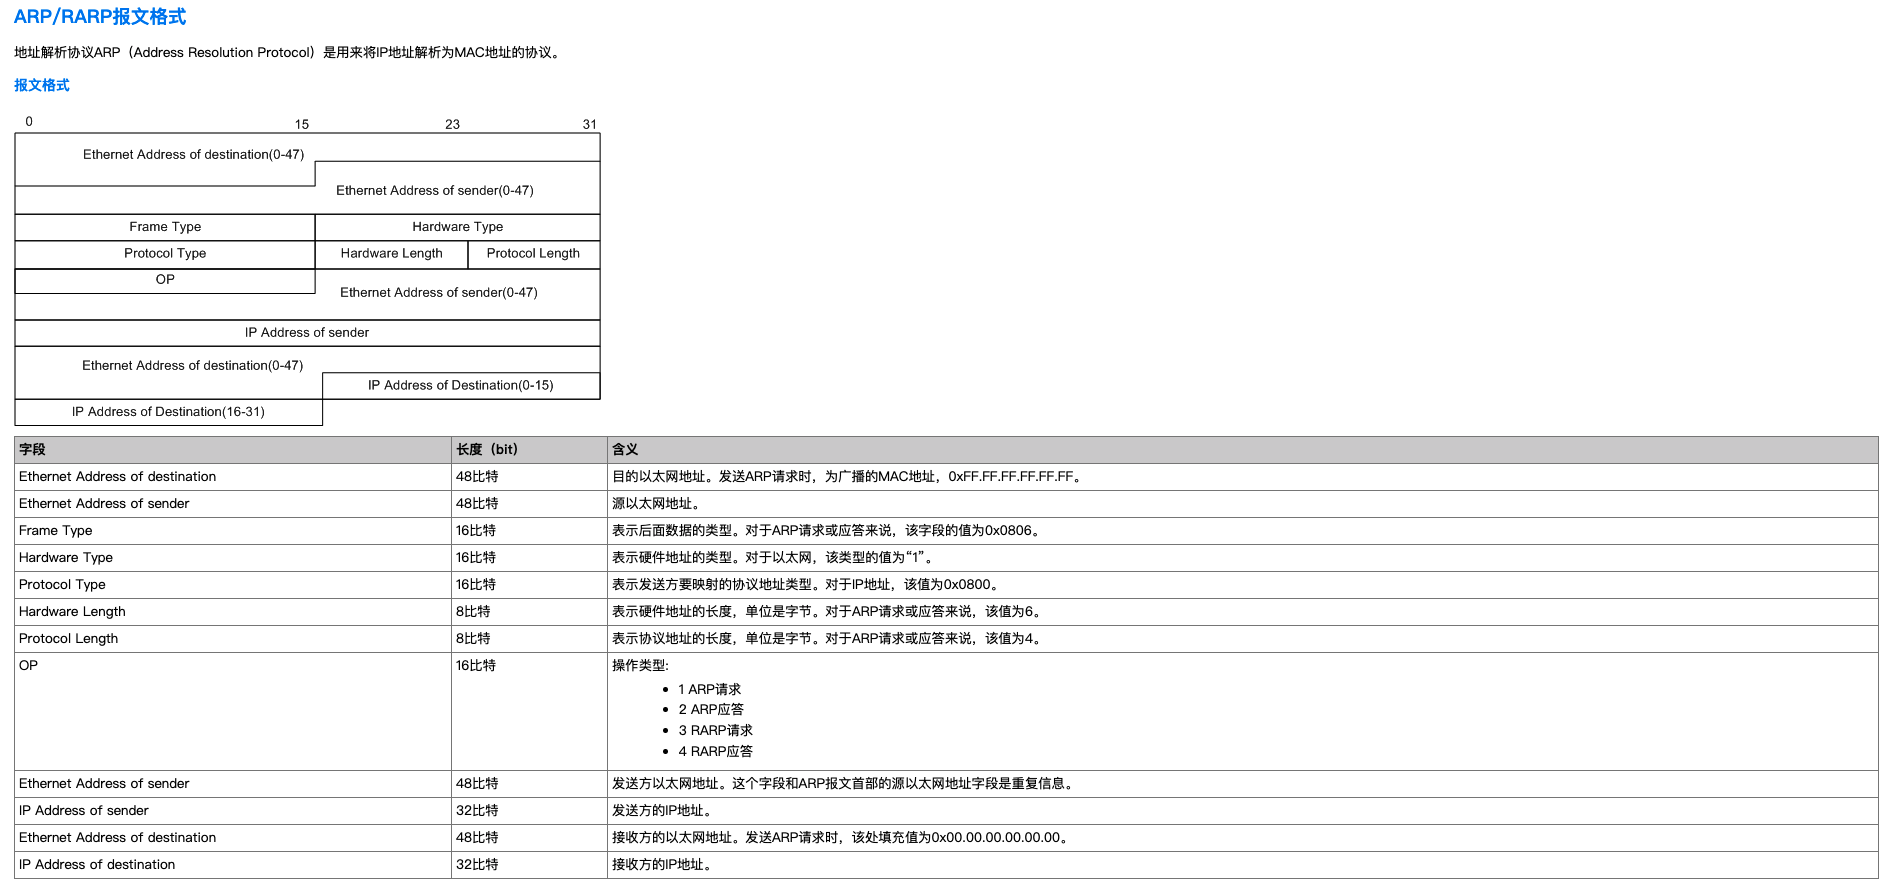 ARP/RARP报文格式
地址解析协议ARP（Address Resolution Protocol）是用来将IP地址解析为MAC地址的协议。
报文格式
0 15 23 31
Ethernet Address of destination(0-47)
Ethernet Address of sender(0-47)
Frame Type Hardware Type
Protocol Type Hardware Length Protocol Length
OP
Ethernet Address of sender(0-47)
IP Address of sender
Ethernet Address of destination(0-47)
IP Address of Destination(0-15)
IP Address of Destination(16-31)
字段 长度（bit） 含义
Ethernet Address of destination 48比特 目的以太网地址。发送ARP请求时，为广播的MAC地址，0xFF.FF.FF.FF.FF.FF。
Ethernet Address of sender 48比特 源以太网地址。
Frame Type 16比特 表示后面数据的类型。对于ARP请求或应答来说，该字段的值为0x0806。
Hardware Type 16比特 表示硬件地址的类型。对于以太网，该类型的值为“1”。
Protocol Type 16比特 表示发送方要映射的协议地址类型。对于IP地址，该值为0x0800。
Hardware Length 8比特 表示硬件地址的长度，单位是字节。对于ARP请求或应答来说，该值为6。
Protocol Length 8比特 表示协议地址的长度，单位是字节。对于ARP请求或应答来说，该值为4。
OP 16比特 操作类型:
• 1 ARP请求
• 2 ARP应答
• 3 RARP请求
• 4 RARP应答
Ethernet Address of sender 48比特 发送方以太网地址。这个字段和ARP报文首部的源以太网地址字段是重复信息。
IP Address of sender 32比特 发送方的IP地址。
Ethernet Address of destination 48比特 接收方的以太网地址。发送ARP请求时，该处填充值为0x00.00.00.00.00.00。
IP Address of destination 32比特 接收方的IP地址。